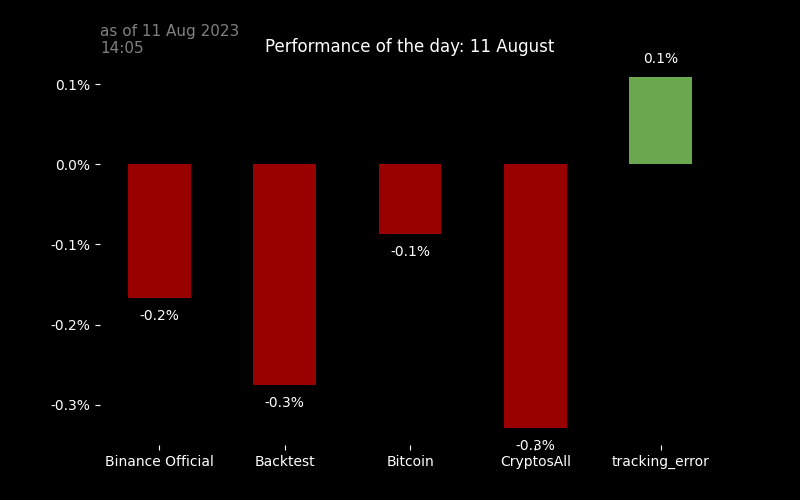 as of 11 Aug 2023
14:05
Performance of the day: 11 August
0.1%
0.1%
0.0%
-0.1%
-0.1%
-0.2%
-0.2%
-0.3%
-0.3%
-0.3%
Binance Official
Backtest
Bitcoin
CryptosAll
tracking_error